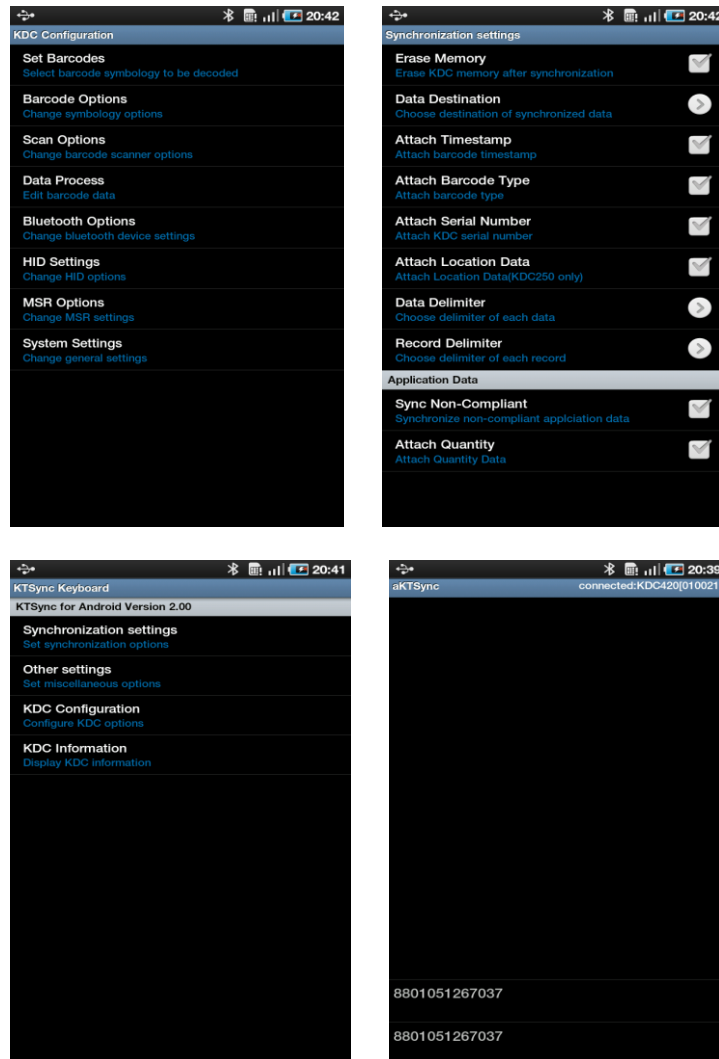 20:42
KDC Configuration
Set Barcodes
Select barcode symbology to be decoded
Barcode Options
Change symbology options
Scan Options
Change barcode scanner options
Data Process
Edit barcode data
Bluetooth Options
Change bluetooth device settings
HID Settings
Change HID options
MSR Options
Change MSR settings
System Settings
Change general settings
20:42
Synchronization settings
Erase Memory
Erase KDC memory after synchronization
Data Destination
Choose destination of synchronized data
Attach Timestamp
Attach barcode timestamp
Attach Barcode Type
Attach barcode type
Attach Serial Number
Attach KDC serial number
Attach Location Data
Attach Location Data(KDC250 only)
Data Delimiter
Choose delimiter of each data
Record Delimiter
Choose delimiter of each record
Application Data
Sync Non-Compliant
Synchronize non-compliant applciation data
Attach Quantity
Attach Quantity Data
20:41
KTSync Keyboard
KTSync for Android Version 2.00
Synchronization settings
Set synchronization options
Other settings
Set miscellaneous options
KDC Configuration
Configure KDC options
KDC Information
Display KDC information
20:39
aKTSync connected:KDC420[010021
8801051267037
8801051267037